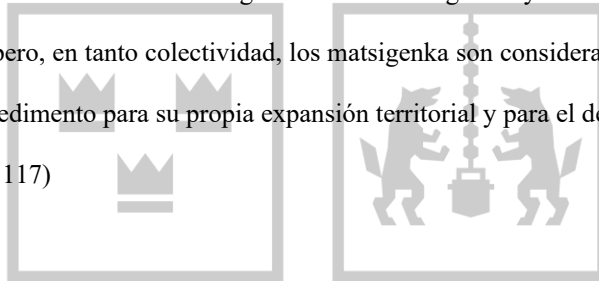 pero, en tanto colectividad, los matsigenka son considera
edimento para su propia expansión territorial y para el de
117)